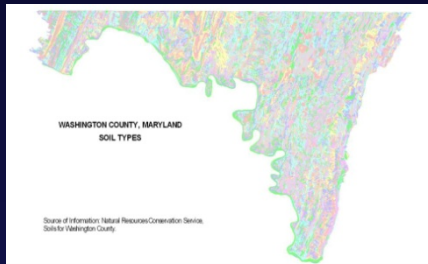 WASHINGTON COUNTY, MARYLAND
SOIL TYPES
Source of Information: Natural Resources Conservation Service,
Soils for Washington County.